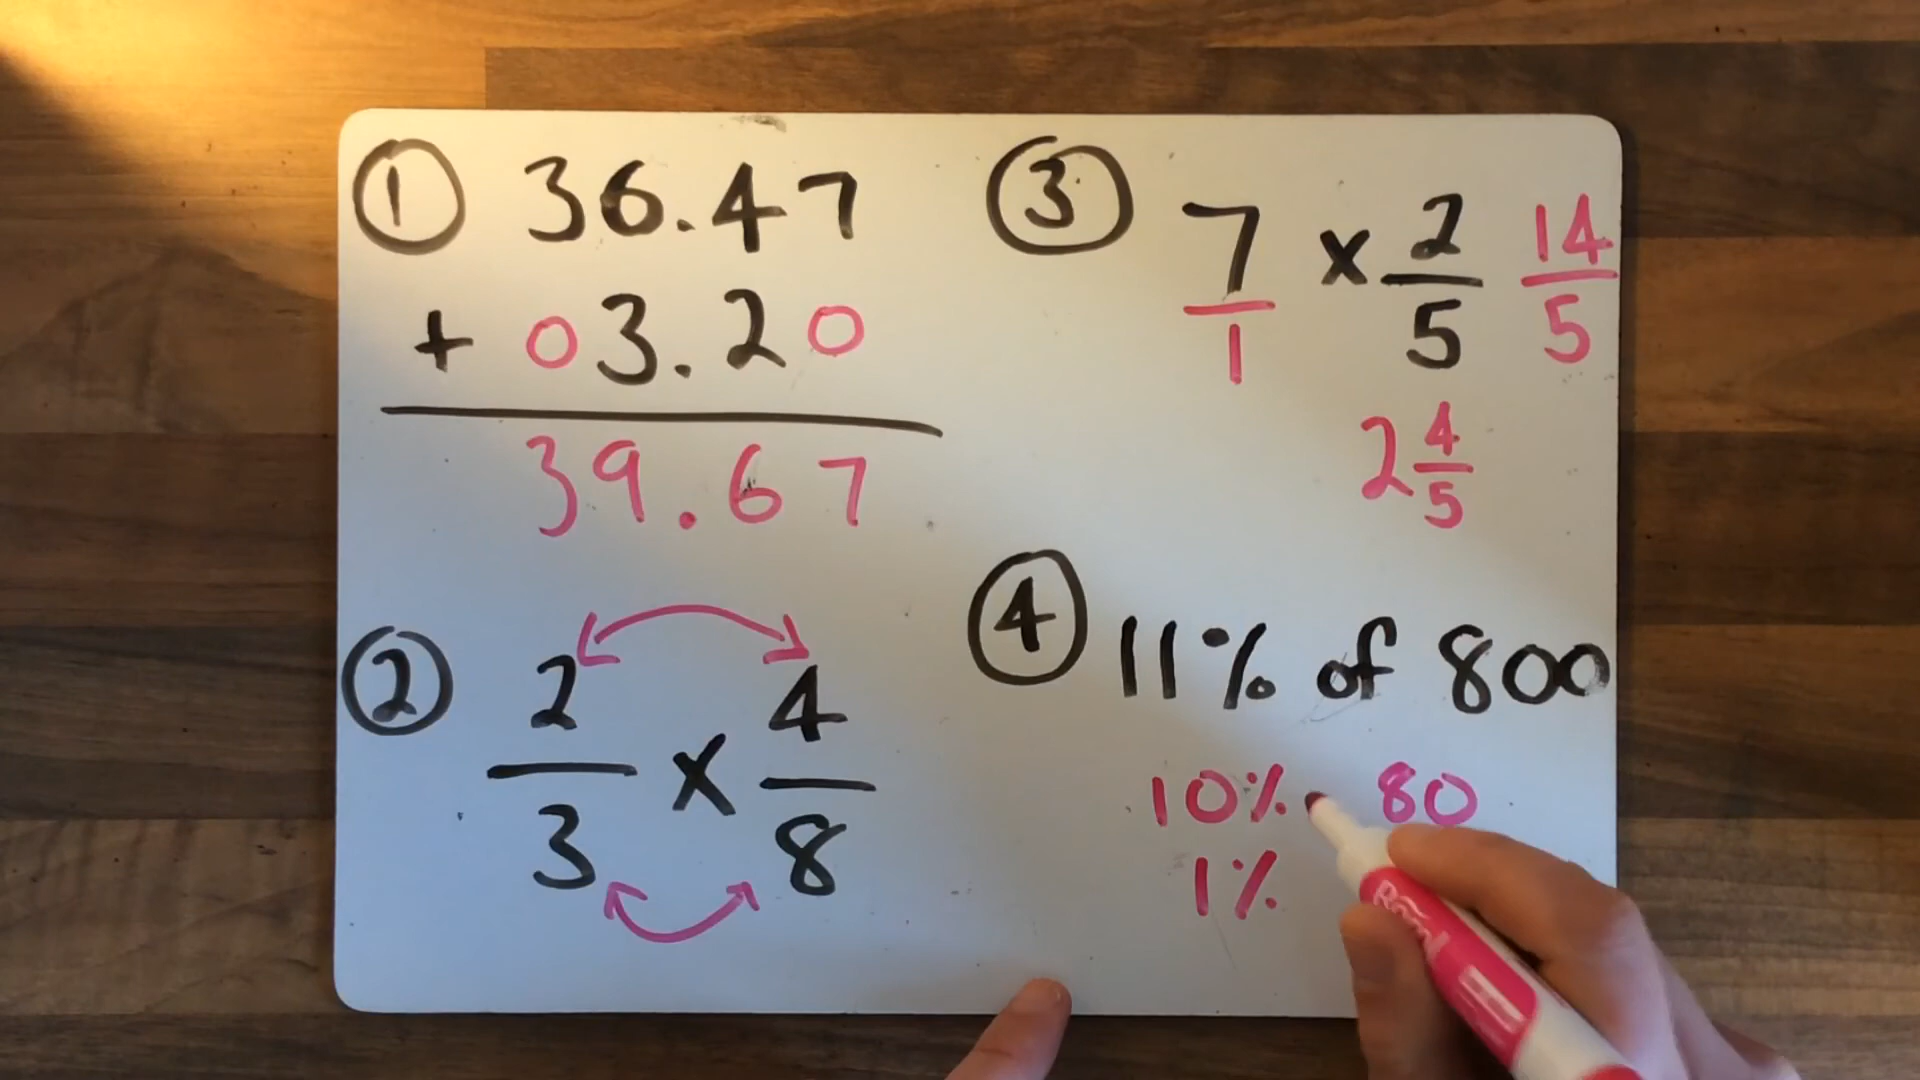 ① 36.47
+ 03.20
39.67
② 2/3 x 4/8
③ 7/1 x 2/5 14/5
2 4/5
④ 11% of 800
10% 80
1%